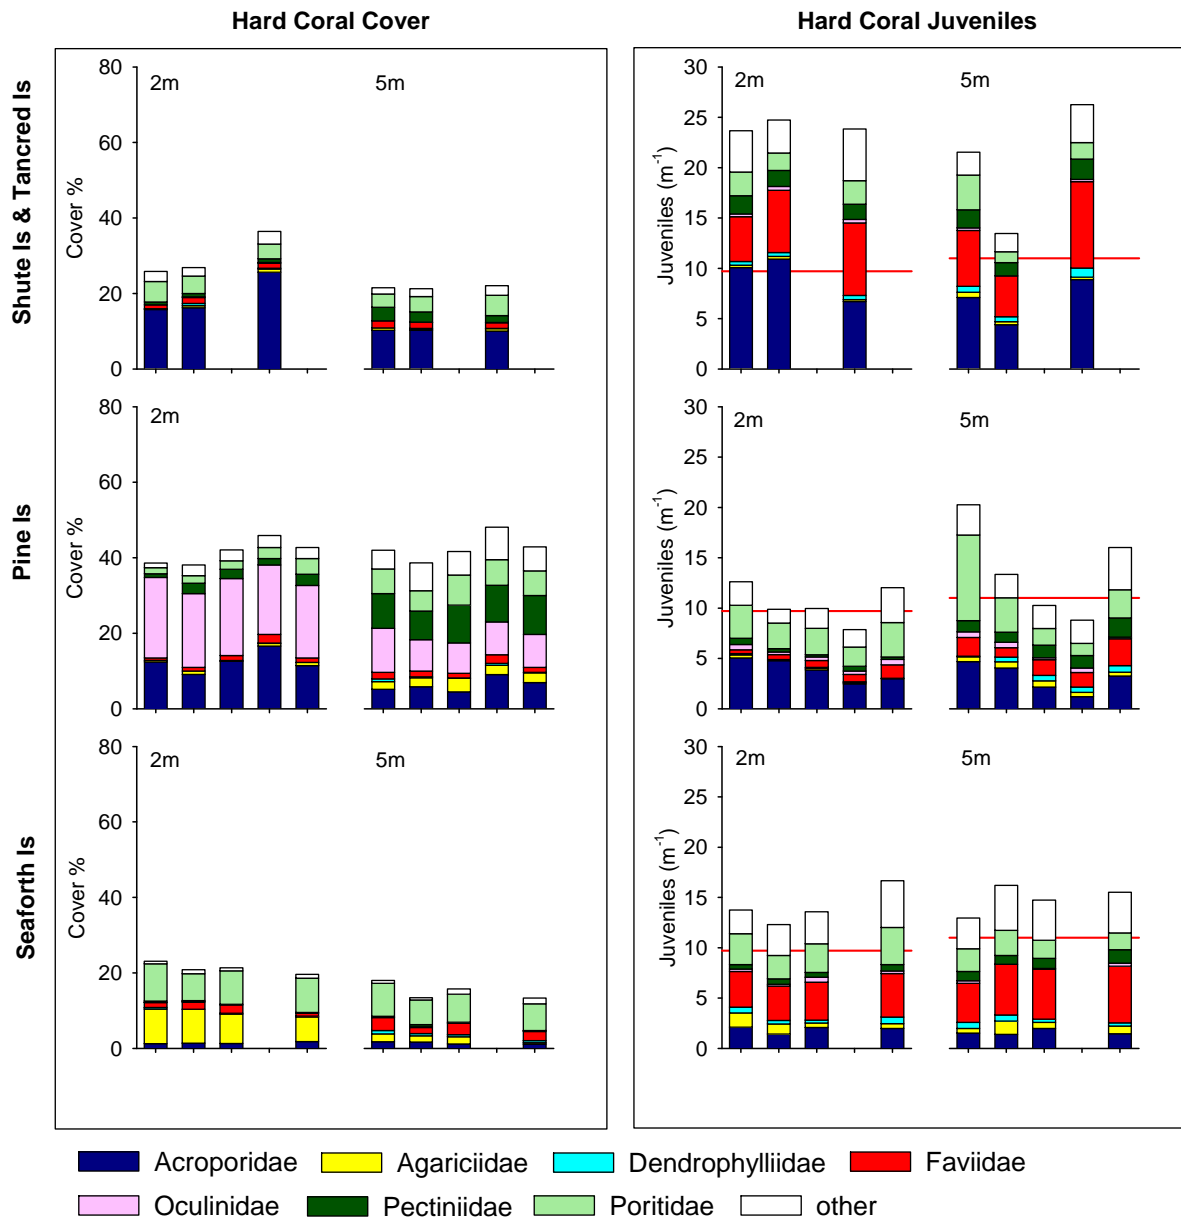 Hard Coral Cover
Hard Coral Juveniles
Shute Is & Tancred Is
Cover %
80
60
40
20
0
2m
5m
Juveniles (m⁻¹)
30
25
20
15
10
5
0
2m
5m
Pine Is
Cover %
80
60
40
20
0
2m
Juveniles (m⁻¹)
30
25
20
15
10
5
0
2m
5m
Seaforth Is
Cover %
80
60
40
20
0
2m
5m
Juveniles (m⁻¹)
30
25
20
15
10
5
0
2m
5m
Acroporidae Agariciidae Dendrophylliidae Faviidae
Oculinidae Pectiniidae Poritidae other